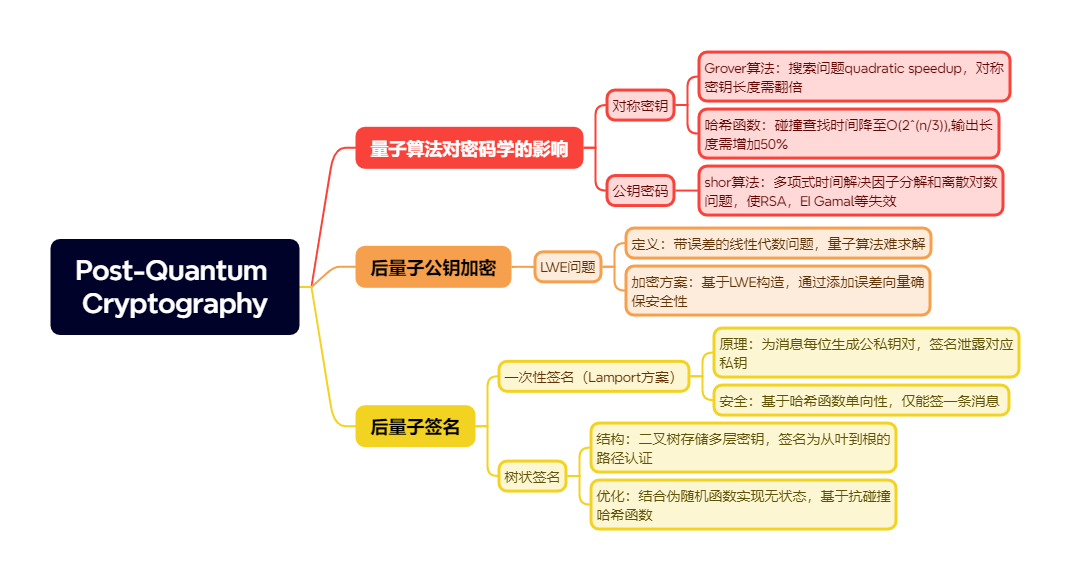 Post-Quantum
Cryptography
量子算法对密码学的影响
对称密钥
Grover算法：搜索问题quadratic speedup，对称
密钥长度需翻倍
哈希函数：碰撞查找时间降至O(2^(n/3)),输出长
度需增加50%
公钥密码
shor算法：多项式时间解决因子分解和离散对数
问题，使RSA，El Gamal等失效
后量子公钥加密
LWE问题
定义：带误差的线性代数问题，量子算法难求解
加密方案：基于LWE构造，通过添加误差向量确
保安全性
后量子签名
一次性签名（Lamport方案）
原理：为消息每位生成公私钥对，签名泄露对应
私钥
安全：基于哈希函数单向性，仅能签一条消息
树状签名
结构：二叉树存储多层密钥，签名为从叶到根的
路径认证
优化：结合伪随机函数实现无状态，基于抗碰撞
哈希函数